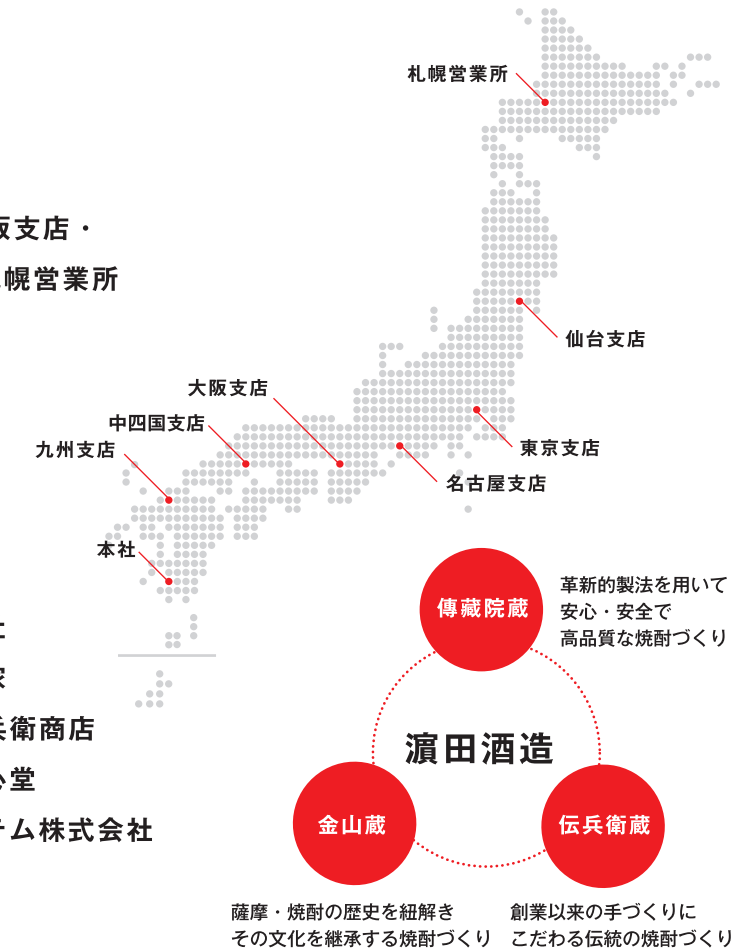 札幌営業所
阪支店・
幌営業所
仙台支店
大阪支店
中四国支店
九州支店
東京支店
名古屋支店
本社
傳藏院蔵
革新的製法を用いて
安心・安全で
高品質な焼酎づくり
兵衛商店
濵田酒造
心堂
テム株式会社
金山蔵
伝兵衛蔵
薩摩・焼酎の歴史を紐解き
その文化を継承する焼酎づくり
創業以来の手づくりに
こだわる伝統の焼酎づくり